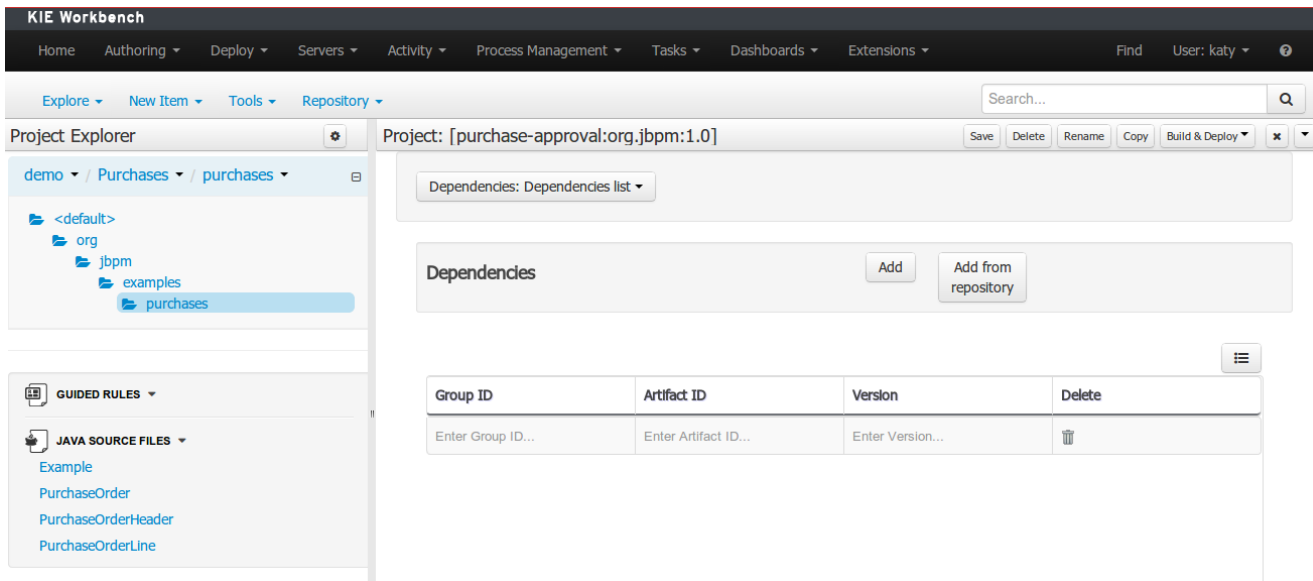 KIE Workbench
Home Authoring Deploy Servers Activity Process Management Tasks Dashboards Extensions Find User: katy ?
Explore New Item Tools Repository Search...
Project Explorer
Project: [purchase-approval:org.jbpm:1.0] Save Delete Rename Copy Build & Deploy
demo / Purchases / purchases
<default>
org
jbpm
examples
purchases
GUIDED RULES
JAVA SOURCE FILES
Example
PurchaseOrder
PurchaseOrderHeader
PurchaseOrderLine
Dependencies: Dependencies list
Dependencies Add Add from
repository
Group ID Artifact ID Version Delete
Enter Group ID... Enter Artifact ID... Enter Version...